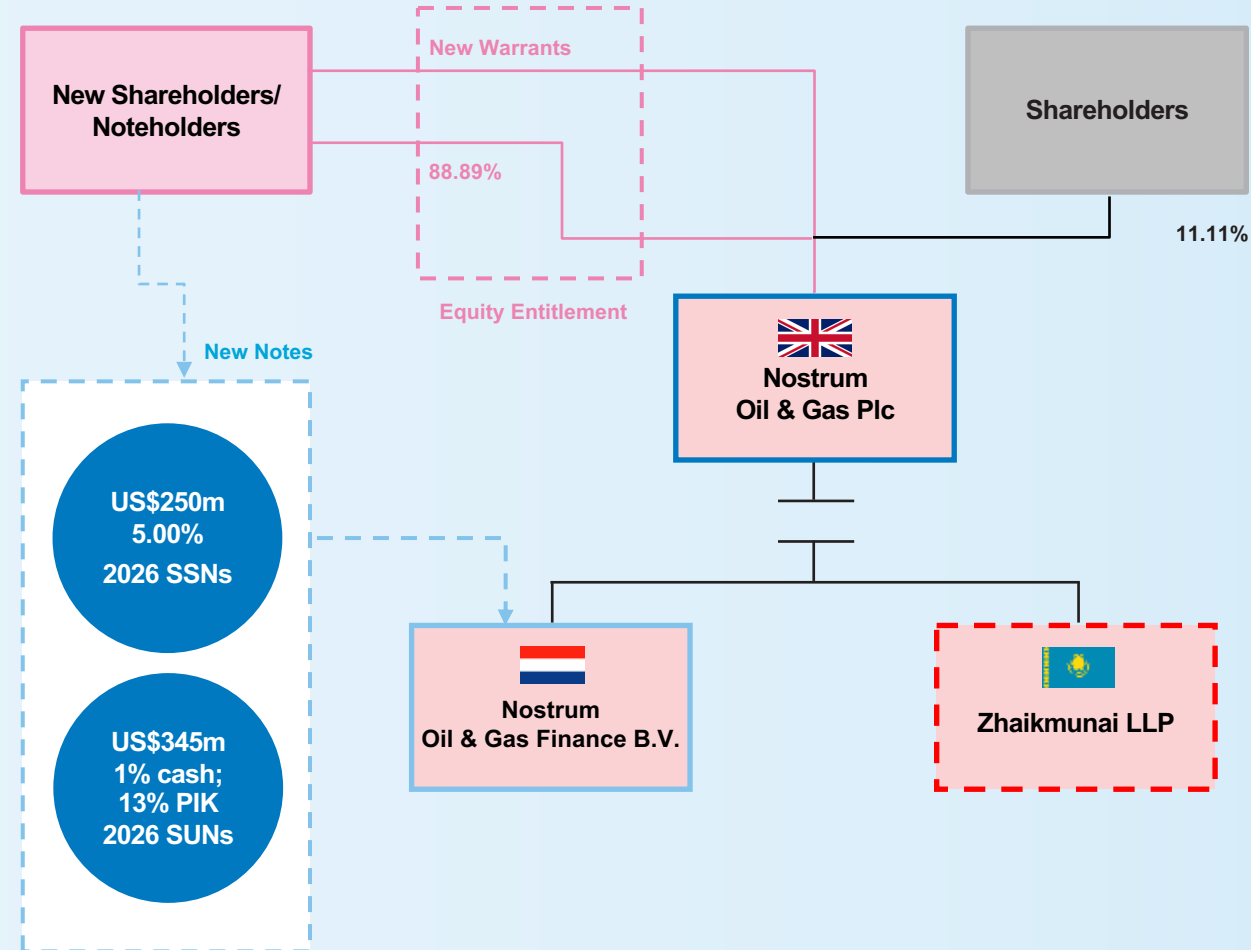 New Shareholders/
Noteholders
New Warrants
88.89%
Equity Entitlement
Shareholders
11.11%
New Notes
Nostrum
Oil & Gas Plc
US$250m
5.00%
2026 SSNs
US$345m
1% cash;
13% PIK
2026 SUNs
Nostrum
Oil & Gas Finance B.V.
Zhaikmunai LLP